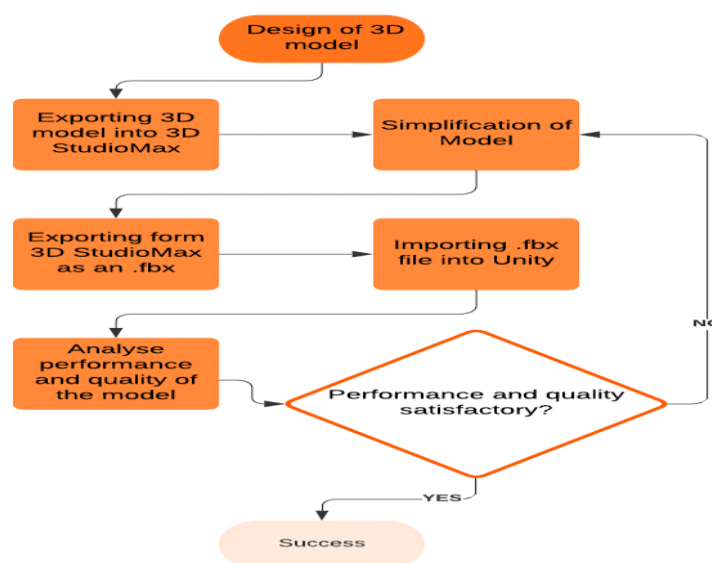 Design of 3D
model
Exporting 3D
model into 3D
StudioMax
Simplification of
Model
Exporting form
3D StudioMax
as an .fbx
Importing .fbx
file into Unity
Analyse
performance
and quality of
the model
Performance and quality
satisfactory?
YES
Success